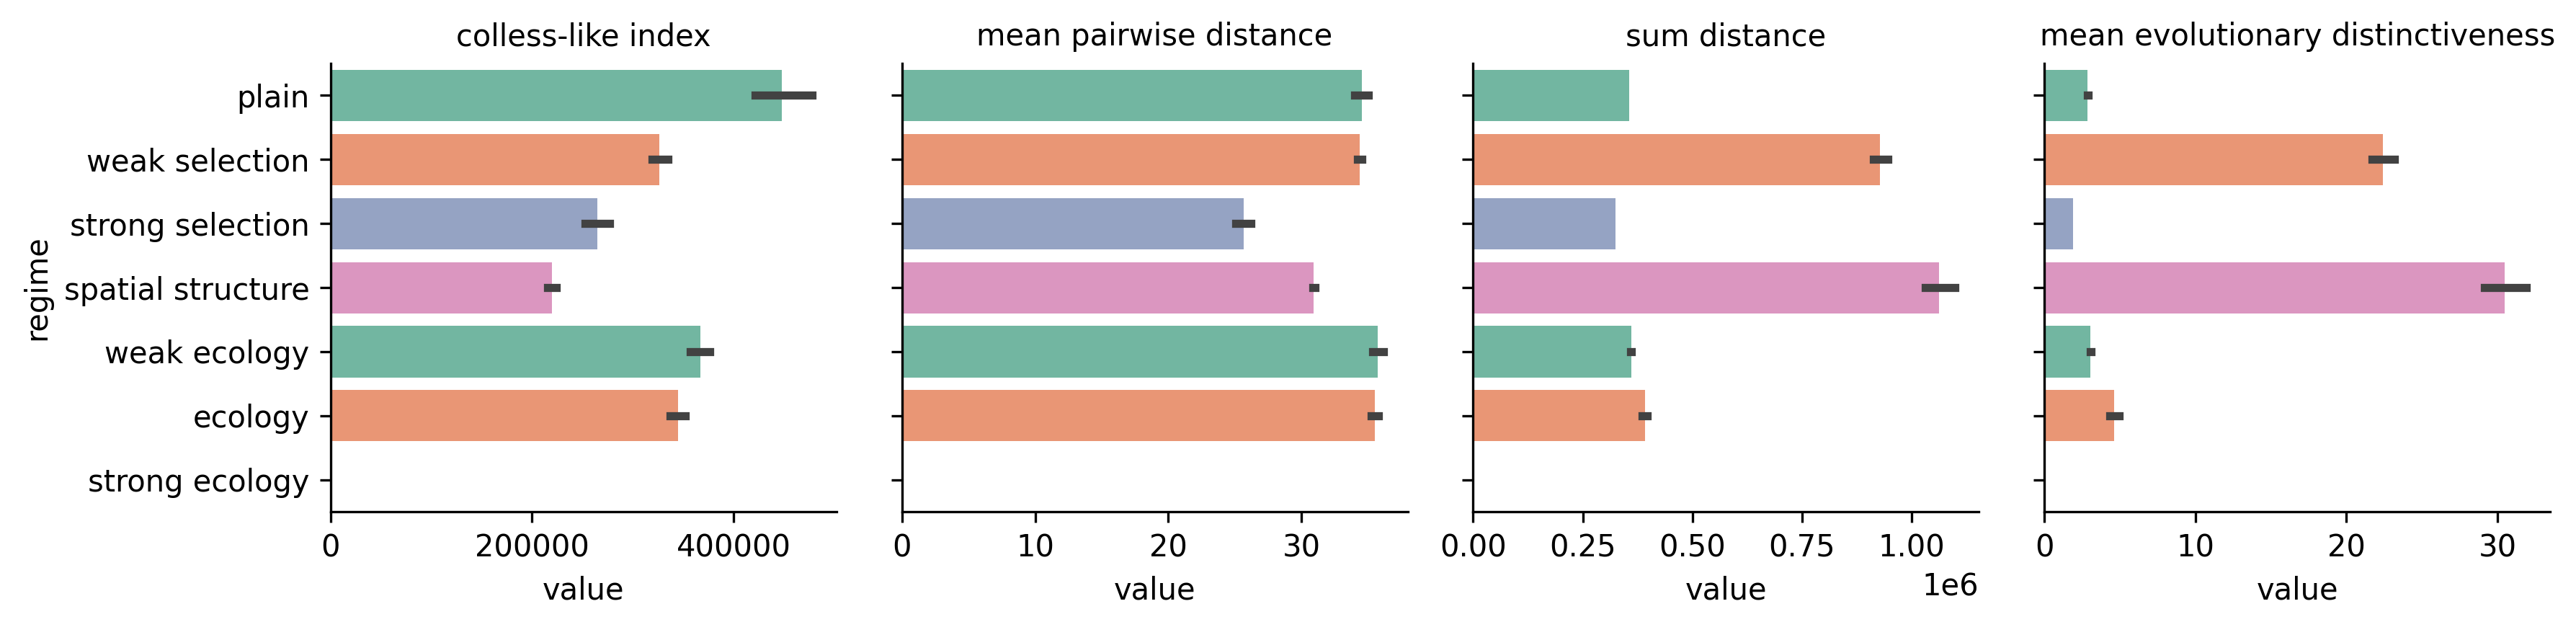 colless-like index
mean pairwise distance
sum distance
mean evolutionary distinctiveness
regime
plain
weak selection
strong selection
spatial structure
weak ecology
ecology
strong ecology
0 200000 400000
value
0 10 20 30
value
0.00 0.25 0.50 0.75 1.00
1e6
value
0 10 20 30
value